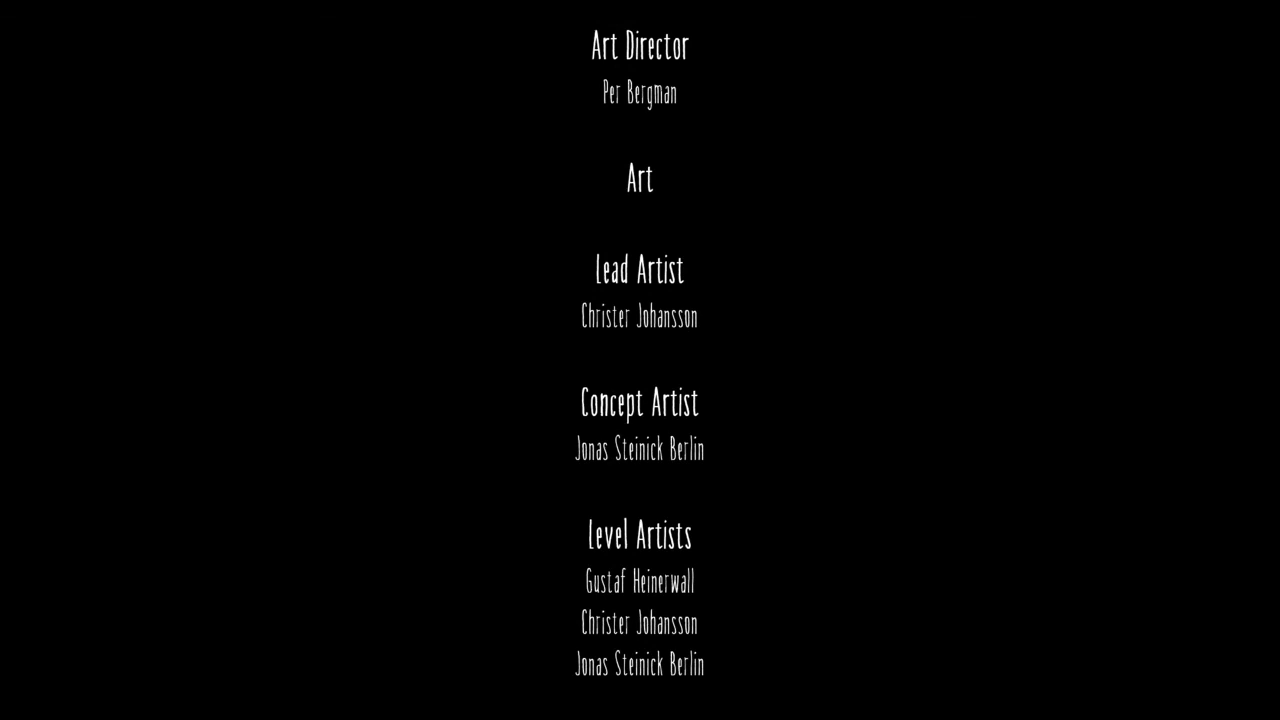 Art Director
Per Bergman
Art
Lead Artist
Christer Johansson
Concept Artist
Jonas Steinick Berlin
Level Artists
Gustaf Heinerwall
Christer Johansson
Jonas Steinick Berlin